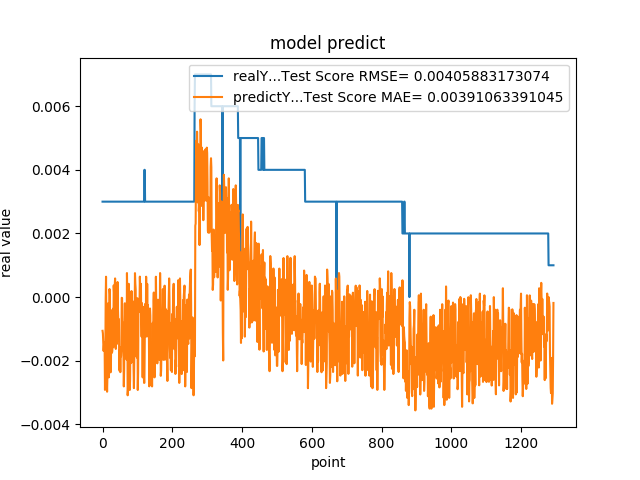 model predict
realY...Test Score RMSE= 0.00405883173074
predictY...Test Score MAE= 0.00391063391045
real value
0.006
0.004
0.002
0.000
−0.002
−0.004
0 200 400 600 800 1000 1200
point